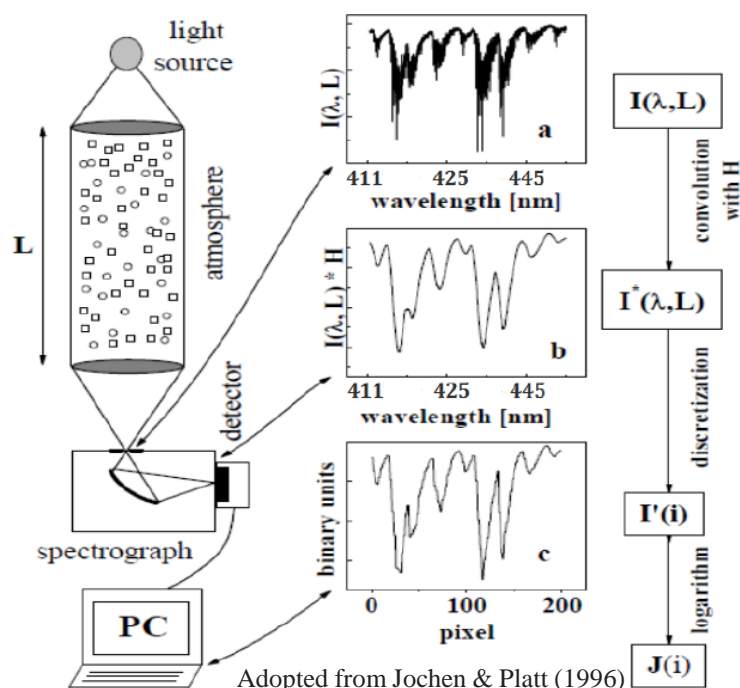 light
source
L
atmosphere
detector
spectrograph
PC
I(λ, L)
a
411 425 445
wavelength [nm]
I(λ, L) * H
b
411 425 445
wavelength [nm]
binary units
c
0 100 200
pixel
I(λ,L)
convolution
with H
I*(λ,L)
discretization
I'(i)
logarithm
J(i)
Adopted from Jochen & Platt (1996)